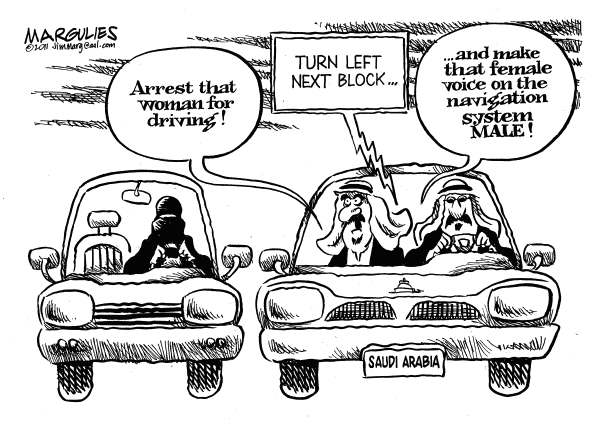 MARGULIES
©2011 JimMarg@aol.com
Arrest that
woman for
driving!
TURN LEFT
NEXT BLOCK...
...and make
that female
voice on the
navigation
system
MALE!
SAUDI ARABIA